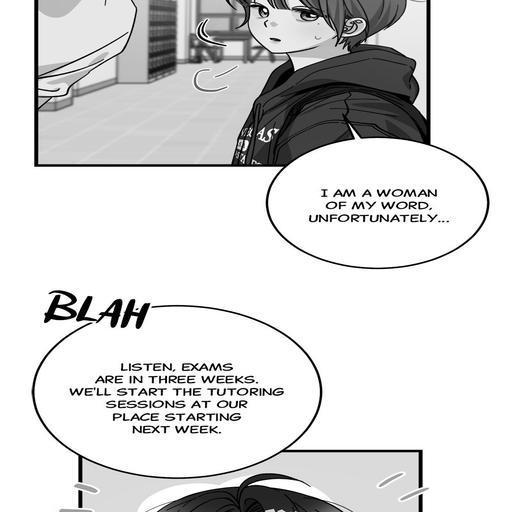 I AM A WOMAN
OF MY WORD,
UNFORTUNATELY...
BLAH
LISTEN, EXAMS
ARE IN THREE WEEKS.
WE'LL START THE TUTORING
SESSIONS AT OUR
PLACE STARTING
NEXT WEEK.